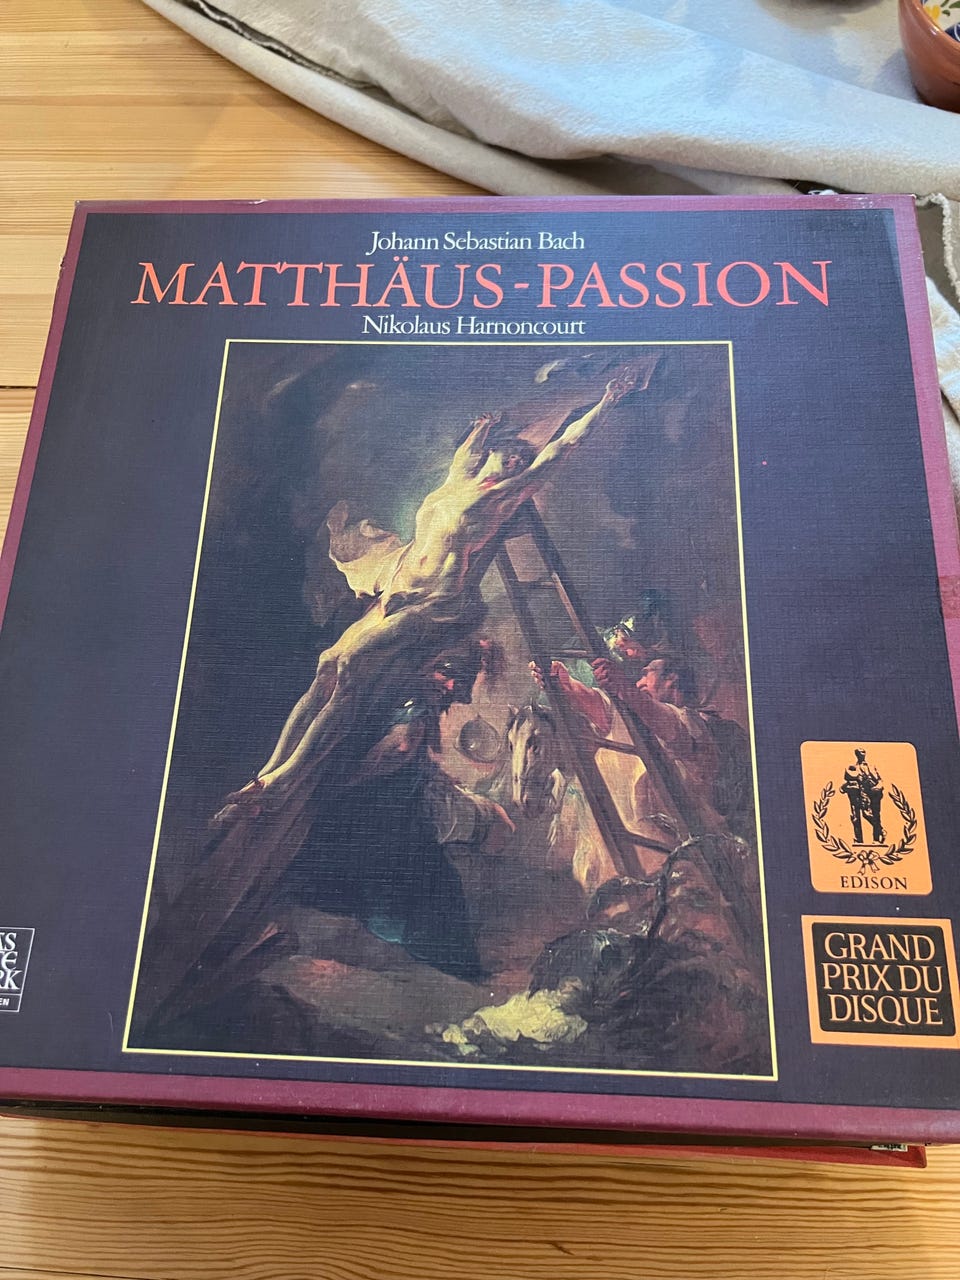 Johann Sebastian Bach
MATTHÄUS-PASSION
Nikolaus Harnoncourt
EDISON
GRAND
PRIX DU
DISQUE